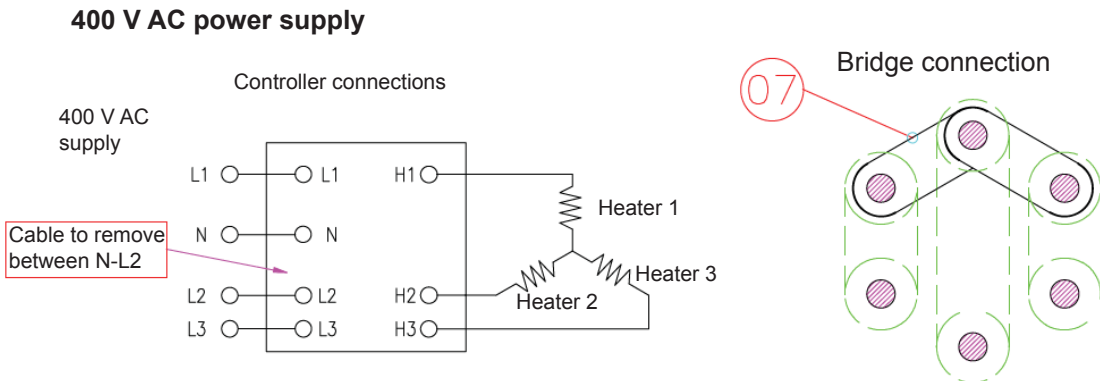 400 V AC power supply
Controller connections
Bridge connection
07
400 V AC
supply
L1
L1
H1
Heater 1
Cable to remove
between N-L2
N
N
Heater 3
L2
L2
H2
Heater 2
L3
L3
H3